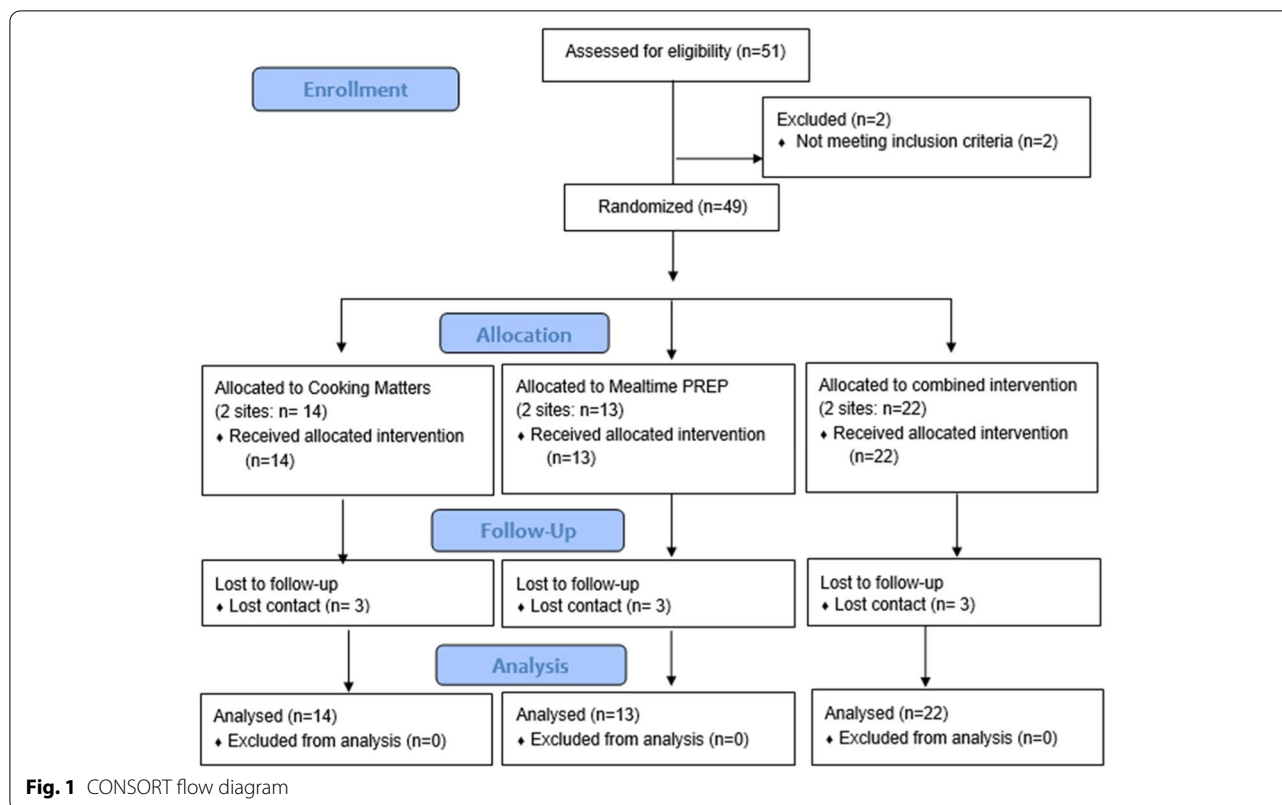 Assessed for eligibility (n=51)
Enrollment
Excluded (n=2)
♦ Not meeting inclusion criteria (n=2)
Randomized (n=49)
Allocation
Allocated to Cooking Matters
(2 sites: n= 14)
♦ Received allocated intervention
(n=14)
Allocated to Mealtime PREP
(2 sites: n=13)
♦ Received allocated intervention
(n=13)
Allocated to combined intervention
(2 sites: n=22)
♦ Received allocated intervention
(n=22)
Follow-Up
Lost to follow-up
♦ Lost contact (n= 3)
Lost to follow-up
♦ Lost contact (n= 3)
Lost to follow-up
♦ Lost contact (n= 3)
Analysis
Analysed (n=14)
♦ Excluded from analysis (n=0)
Analysed (n=13)
♦ Excluded from analysis (n=0)
Analysed (n=22)
♦ Excluded from analysis (n=0)
Fig. 1 CONSORT flow diagram